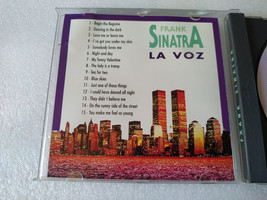 1 - Begin the Beguine
2 - Dancing in the dark
3 - Love me or leave me
4 - I've got you under my skin
5 - Somebody loves me
6 - Night and day
7 - My funny Valentine
8 - The lady is a tramp
9 - Tea for two
10 - Blue skies
11 - Just one of those things
12 - I could have danced all night
13 - They didn't believe me
14 - On the sunny side of the street
15 - You make me feel so young
FRANK
SINATRA
LA VOZ